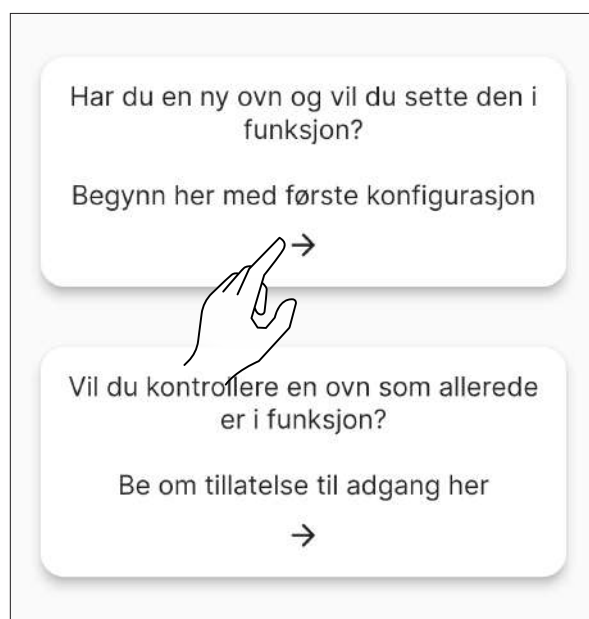 Har du en ny ovn og vil du sette den i
funksjon?
Begynn her med første konfigurasjon
→
Vil du kontrollere en ovn som allerede
er i funksjon?
Be om tillatelse til adgang her
→